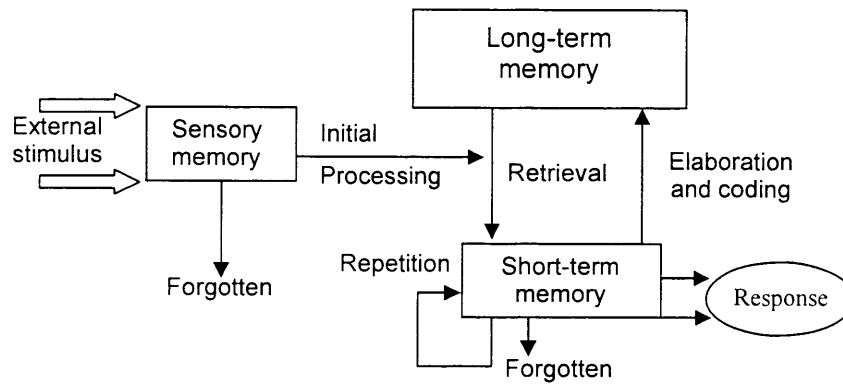 Long-term
memory
External
stimulus
Sensory
memory
Initial
Processing
Retrieval
Elaboration
and coding
Forgotten
Repetition
Short-term
memory
Response
Forgotten